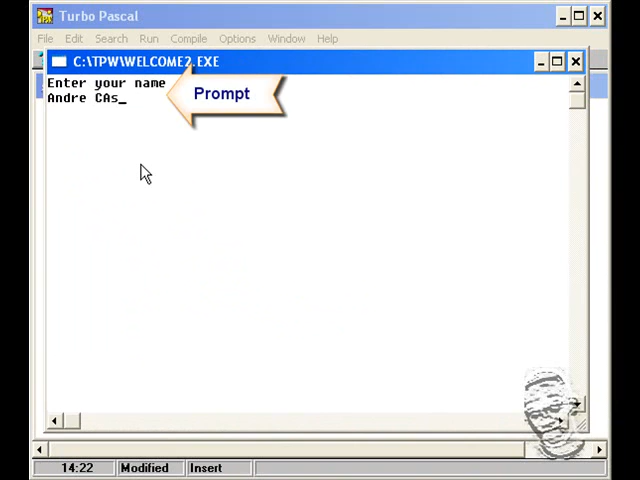 Turbo Pascal
File Edit Search Run Compile Options Window Help
C:\TPW\WELCOME2.EXE
Enter your name
Andre CAs_
Prompt
14:22 Modified Insert